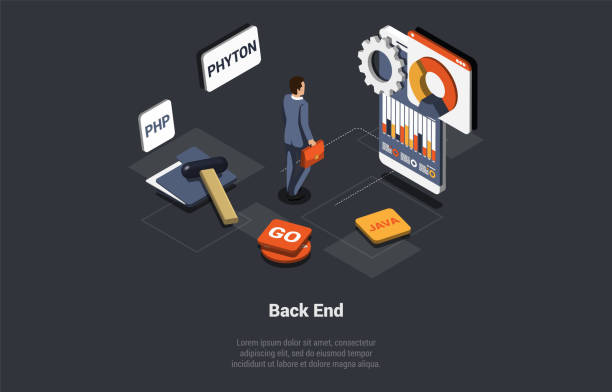 PHYTON
PHP
GO
JAVA
Back End
Lorem ipsum dolor sit amet, consectetur
adipiscing elit, sed do eiusmod tempor
incididunt ut labore et dolore magna aliqua.